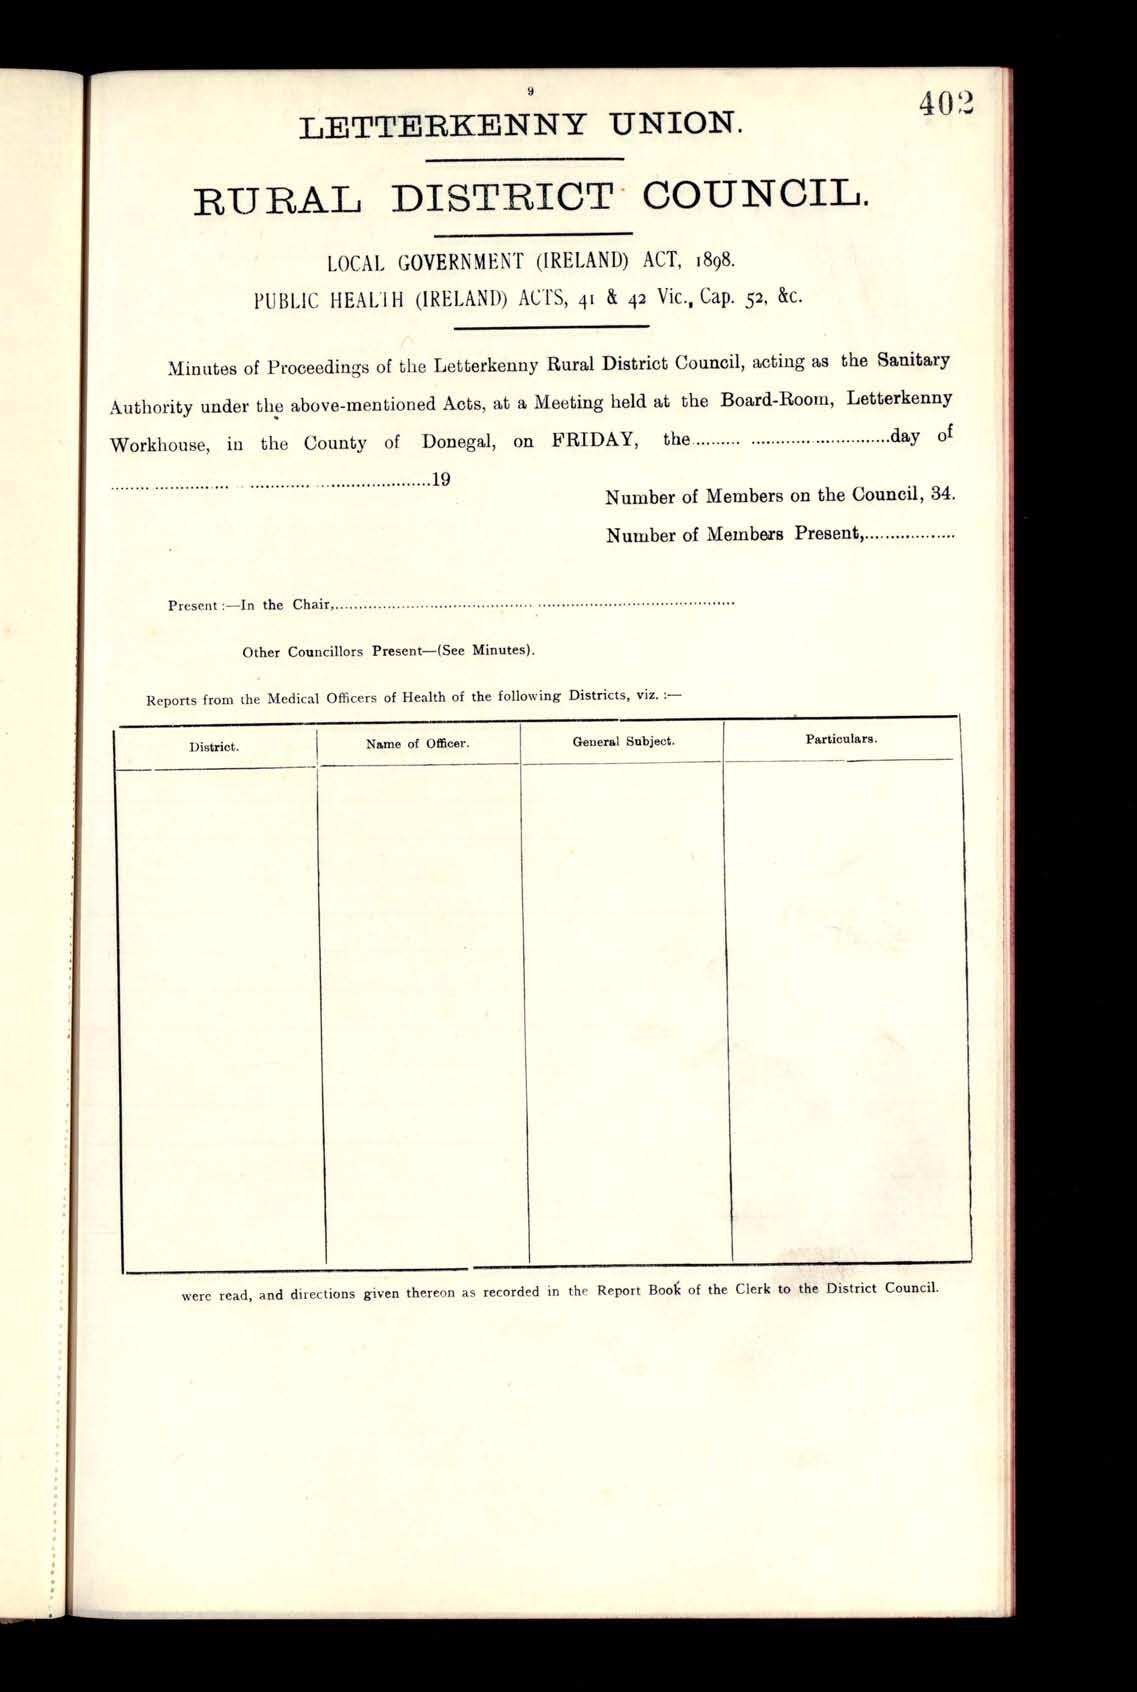 9
402
LETTERKENNY UNION.
RURAL DISTRICT COUNCIL.
LOCAL GOVERNMENT (IRELAND) ACT, 1898.
PUBLIC HEALTH (IRELAND) ACTS, 41 & 42 Vic., Cap. 52, &c.
Minutes of Proceedings of the Letterkenny Rural District Council, acting as the Sanitary
Authority under the above-mentioned Acts, at a Meeting held at the Board-Room, Letterkenny
Workhouse, in the County of Donegal, on FRIDAY, the.......... ..............................day of
....................... ............ ......................19
Number of Members on the Council, 34.
Number of Members Present,..................
Present:—In the Chair,................................................................................
Other Councillors Present—(See Minutes).
Reports from the Medical Officers of Health of the following Districts, viz. :—
District. Name of Officer. General Subject. Particulars.
were read, and directions given thereon as recorded in the Report Book of the Clerk to the District Council.